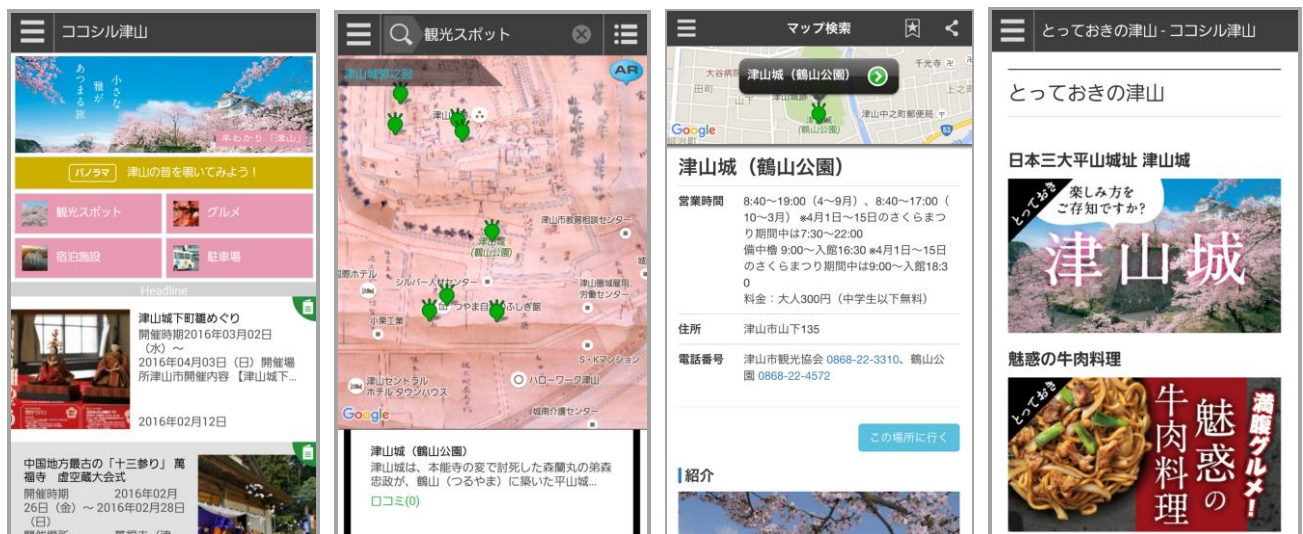 ココシル津山
小さな
雅が
あつまる旅
早わかり「津山」
パノラマ 津山の昔を覗いてみよう！
観光スポット
グルメ
宿泊施設
駐車場
Headline
津山城下町雛めぐり
開催時期2016年03月02日
（水）～
2016年04月03日（日）開催場
所津山市開催内容 【津山城下...
2016年02月12日
中国地方最古の「十三参り」 萬
福寺 虚空蔵大会式
開催時期 2016年02月
26日（金）～2016年02月28日
（日）
観光スポット
津山城郭之図
AR
津山市教育相談センター
津山城
(鶴山公園)
シルバー人材センター
津山圏域雇用
労働センター
つやま自然のふしぎ館
小栗工業
S・Kマンション
津山セントラル
ホテルタウンハウス
ハローワーク津山
城南介護センター
Google
津山城（鶴山公園）
津山城は、本能寺の変で討死した森蘭丸の弟森
忠政が、鶴山（つるやま）に築いた平山城...
口コミ(0)
マップ検索
大谷病院
田町
山下
津山城（鶴山公園）
千光寺
津山中之町郵便局
(鶴山公園)
53
Google
津山城（鶴山公園）
営業時間
8:40～19:00（4～9月）、8:40～17:00（
10～3月） ※4月1日～15日のさくらまつ
り期間中は7:30～22:00
備中櫓 9:00～入館16:30 ※4月1日～15日
のさくらまつり期間中は9:00～入館18:3
0
料金：大人300円（中学生以下無料）
住所
津山市山下135
電話番号
津山市観光協会 0868-22-3310、鶴山公
園 0868-22-4572
この場所に行く
紹介
とっておきの津山 - ココシル津山
とっておきの津山
日本三大平山城址 津山城
とっておき
楽しみ方を
ご存知ですか?
津山城
魅惑の牛肉料理
とっておき
満腹グルメ!
魅惑の
牛肉料理